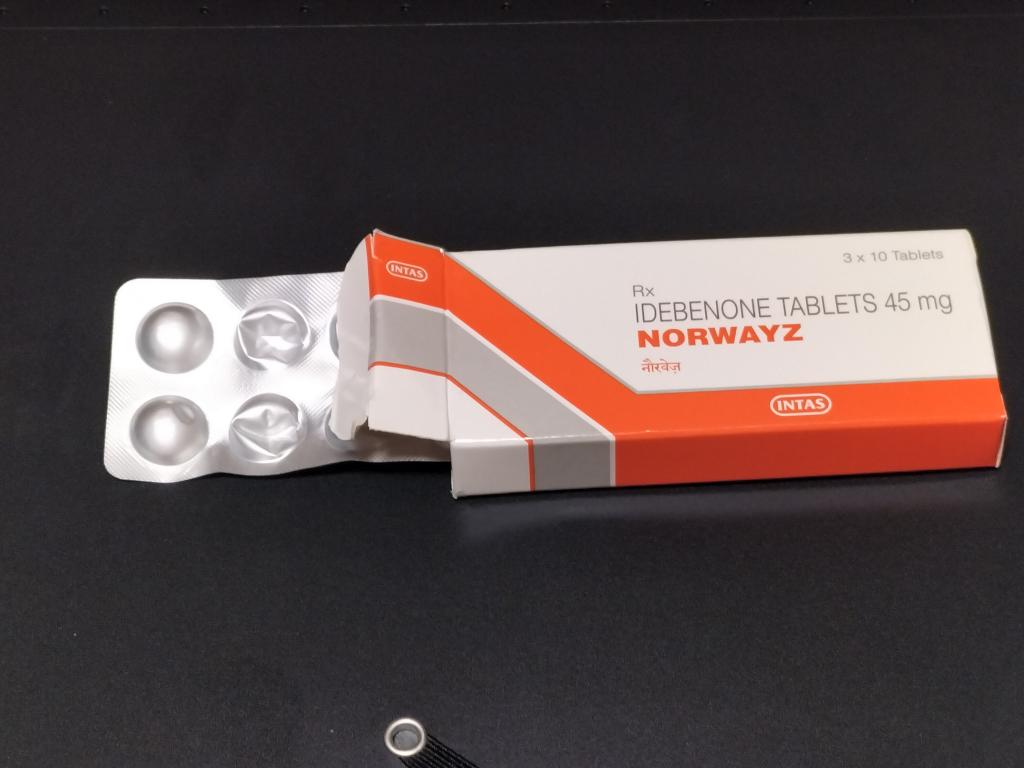 INTAS
3 x 10 Tablets
Rx
IDEBENONE TABLETS 45 mg
NORWAYZ
नौरवेज़
INTAS